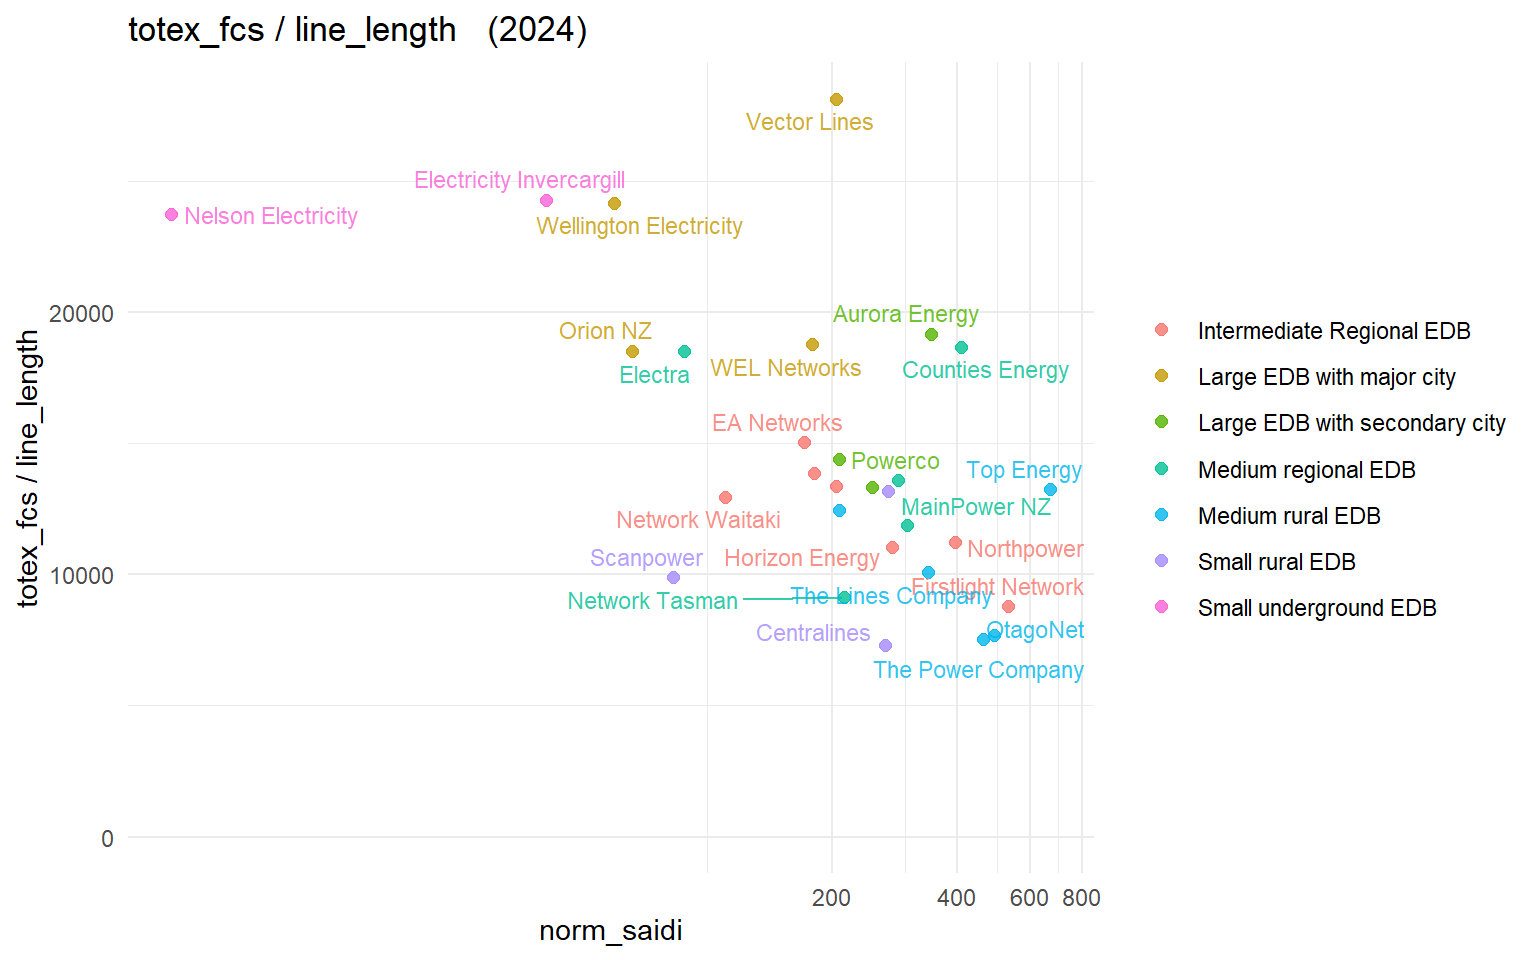 totex_fcs / line_length (2024)
Vector Lines
Electricity Invercargill
Nelson Electricity
Wellington Electricity
20000
Aurora Energy
Orion NZ
WEL Networks
Counties Energy
Electra
EA Networks
Powerco
Top Energy
MainPower NZ
Network Waitaki
Northpower
Scanpower
Horizon Energy
10000
Firstlight Network
The Lines Company
Network Tasman
OtagoNet
Centralines
The Power Company
0
200
400
600
800
norm_saidi
totex_fcs / line_length
Intermediate Regional EDB
Large EDB with major city
Large EDB with secondary city
Medium regional EDB
Medium rural EDB
Small rural EDB
Small underground EDB